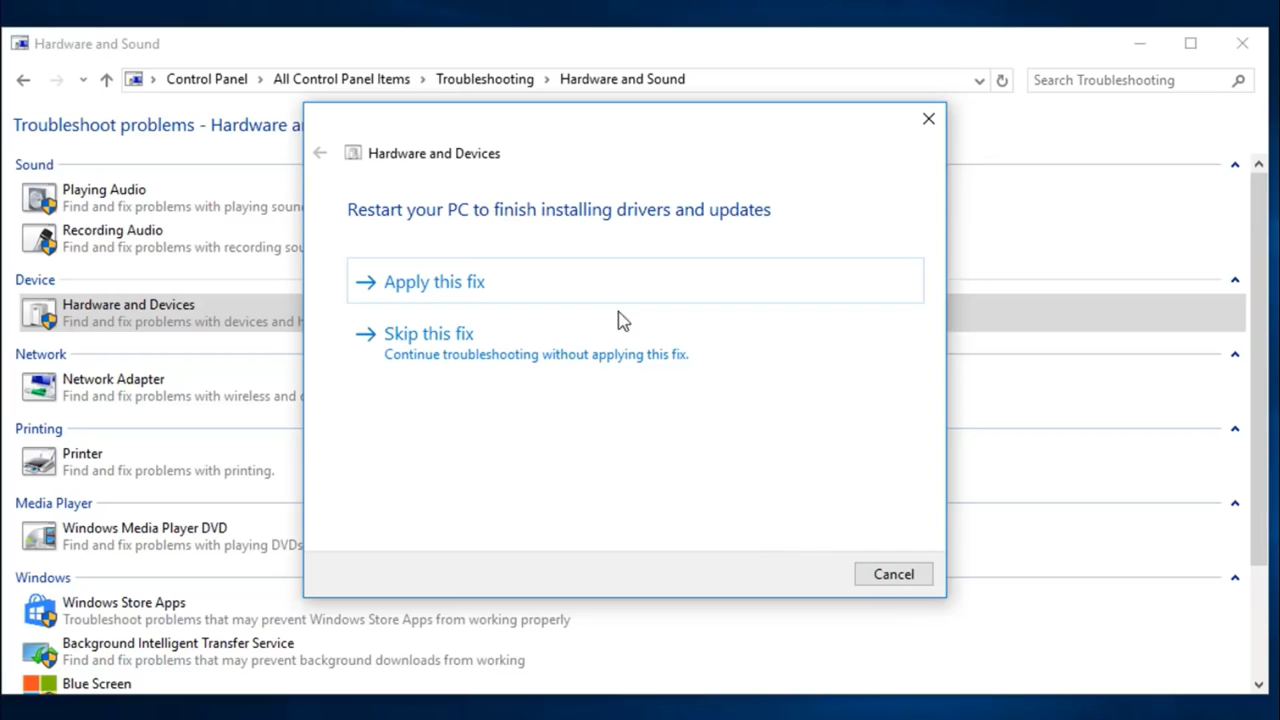 Hardware and Sound
Control Panel > All Control Panel Items > Troubleshooting > Hardware and Sound
Search Troubleshooting
Troubleshoot problems - Hardware a
Sound
Playing Audio
Find and fix problems with playing soun
Recording Audio
Find and fix problems with recording sou
Device
Hardware and Devices
Find and fix problems with devices and h
Network
Network Adapter
Find and fix problems with wireless and o
Printing
Printer
Find and fix problems with printing.
Media Player
Windows Media Player DVD
Find and fix problems with playing DVDs
Windows
Windows Store Apps
Troubleshoot problems that may prevent Windows Store Apps from working properly
Background Intelligent Transfer Service
Find and fix problems that may prevent background downloads from working
Blue Screen
Hardware and Devices
Restart your PC to finish installing drivers and updates
Apply this fix
Skip this fix
Continue troubleshooting without applying this fix.
Cancel